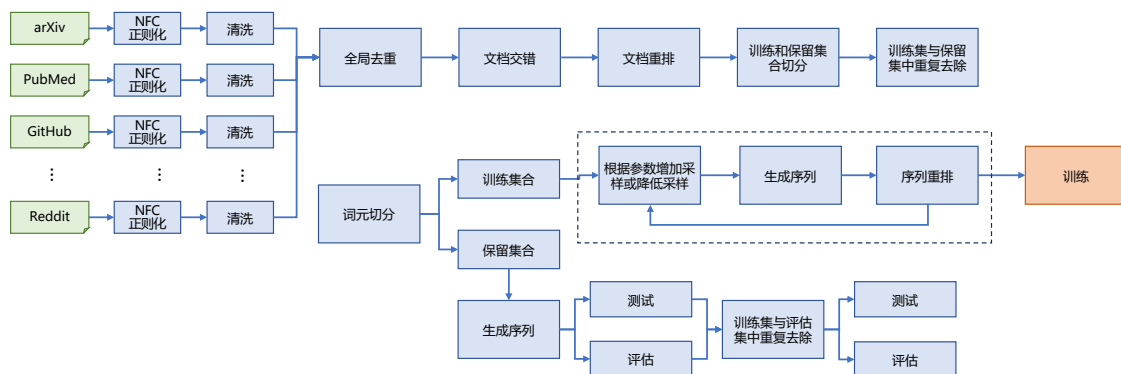 arXiv
NFC
正则化
清洗
PubMed
NFC
正则化
清洗
GitHub
NFC
正则化
清洗
⋮
⋮
⋮
Reddit
NFC
正则化
清洗
全局去重
文档交错
文档重排
训练和保留集
合切分
训练集与保留
集中重复去除
词元切分
训练集合
保留集合
根据参数增加采
样或降低采样
生成序列
序列重排
训练
生成序列
测试
评估
训练集与评估
集中重复去除
测试
评估